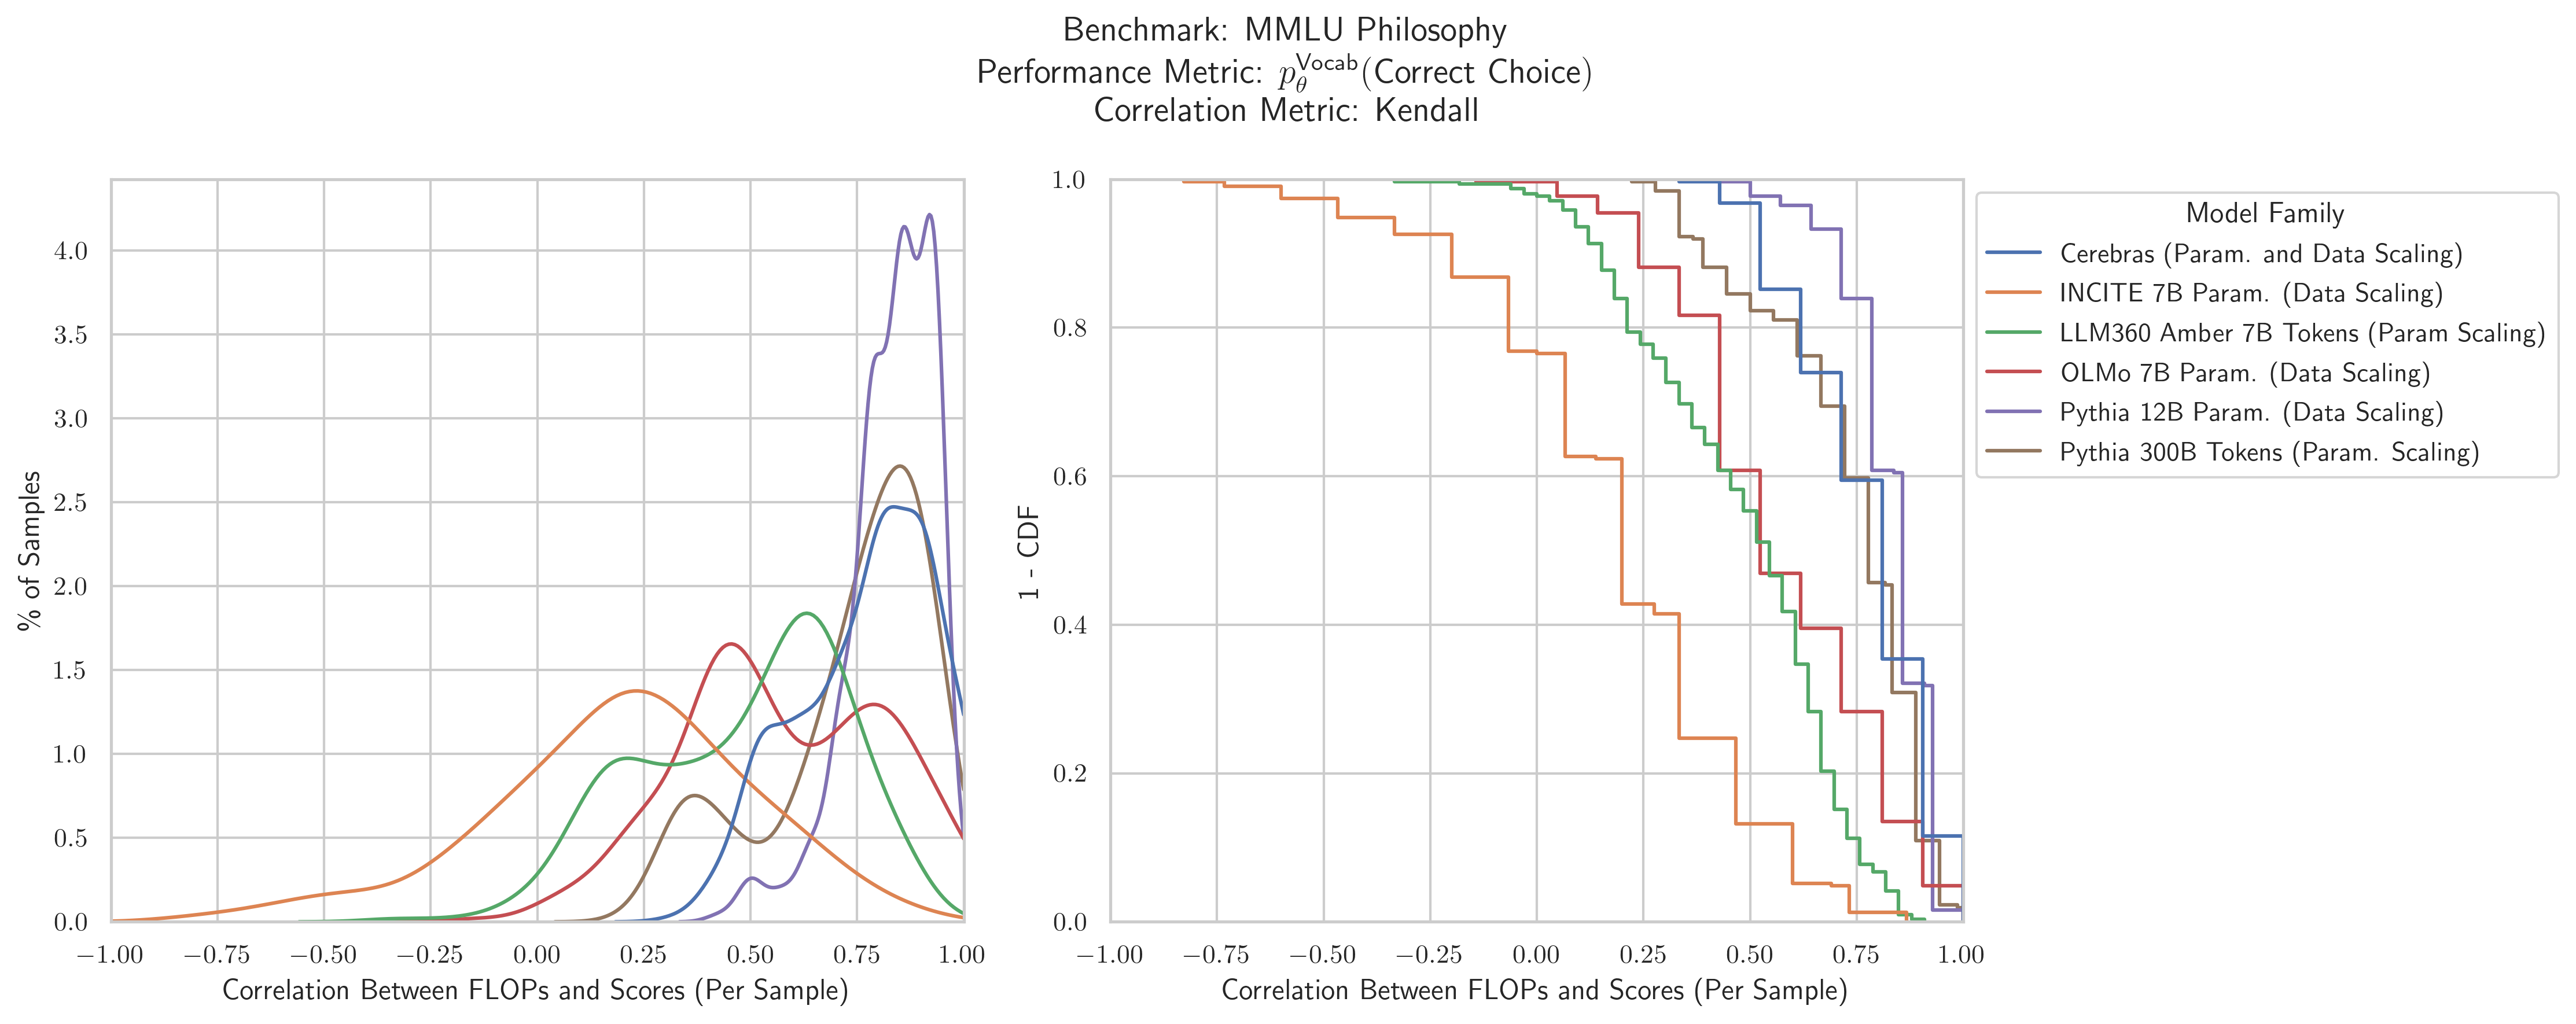 Benchmark: MMLU Philosophy
Performance Metric: $p_\theta^{\text{Vocab}}$(Correct Choice)
Correlation Metric: Kendall
% of Samples
4.0
3.5
3.0
2.5
2.0
1.5
1.0
0.5
0.0
−1.00 −0.75 −0.50 −0.25 0.00 0.25 0.50 0.75 1.00
Correlation Between FLOPs and Scores (Per Sample)
1 - CDF
1.0
0.8
0.6
0.4
0.2
0.0
−1.00 −0.75 −0.50 −0.25 0.00 0.25 0.50 0.75 1.00
Correlation Between FLOPs and Scores (Per Sample)
Model Family
Cerebras (Param. and Data Scaling)
INCITE 7B Param. (Data Scaling)
LLM360 Amber 7B Tokens (Param Scaling)
OLMo 7B Param. (Data Scaling)
Pythia 12B Param. (Data Scaling)
Pythia 300B Tokens (Param. Scaling)